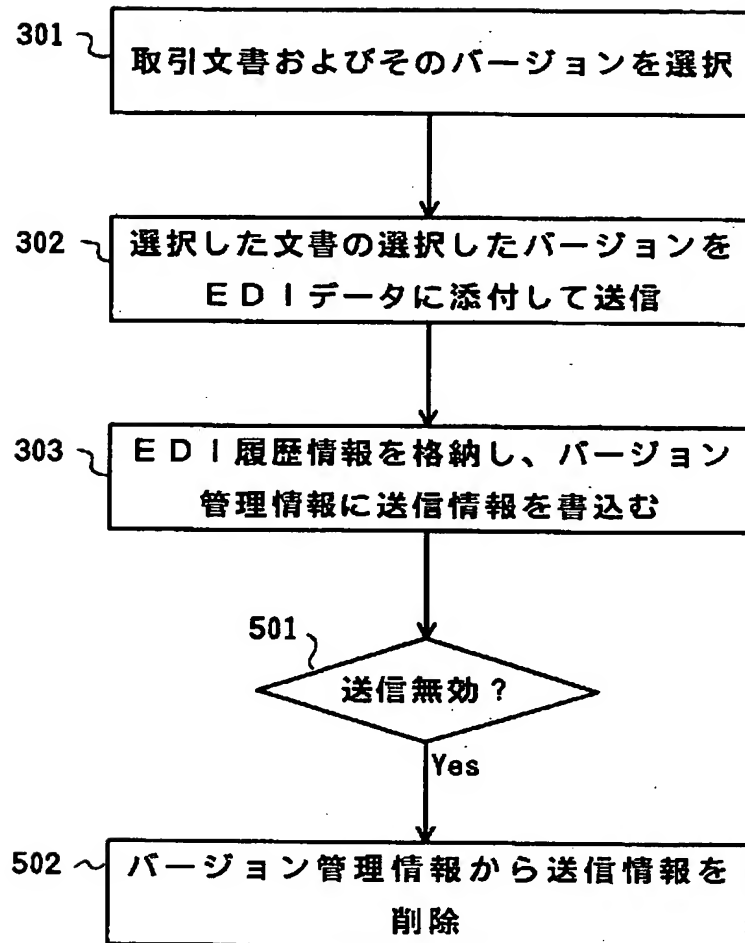 301
取引文書およびそのバージョンを選択
302
選択した文書の選択したバージョンを
EDIデータに添付して送信
303
EDI履歴情報を格納し、バージョン
管理情報に送信情報を書込む
501
送信無効?
Yes
502
バージョン管理情報から送信情報を
削除